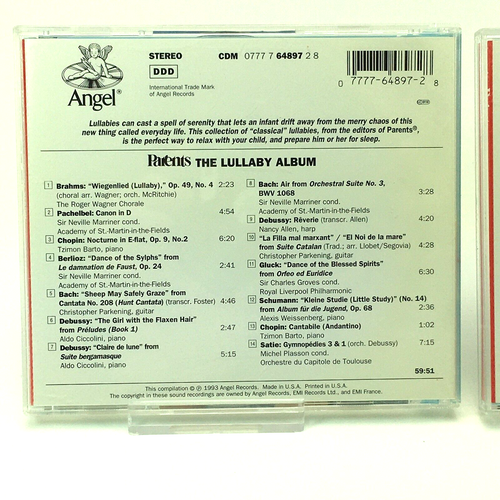 Angel®
STEREO
DDD
International Trade Mark
of Angel Records
CDM 0777 7 64897 2 8
0 7777-64897-2 8
Lullabies can cast a spell of serenity that lets an infant drift away from the merry chaos of this
new thing called everyday life. This collection of "classical" lullabies, from the editors of Parents®,
is the perfect way to relax with your child, and prepare him or her for sleep.
Parents THE LULLABY ALBUM
1 Brahms: "Wiegenlied (Lullaby)," Op. 49, No. 4 2:23
(choral arr. Wagner; orch. McRitchie)
The Roger Wagner Chorale
2 Pachelbel: Canon in D 4:54
Sir Neville Marriner cond.
Academy of St.-Martin-in-the-Fields
3 Chopin: Nocturne in E-flat, Op. 9, No.2 6:20
Tzimon Barto, piano
4 Berlioz: "Dance of the Sylphs" from
Le damnation de Faust, Op. 24 2:41
Sir Neville Marriner cond.
Academy of St.-Martin-in-the-Fields
5 Bach: "Sheep May Safely Graze" from
Cantata No. 208 (Hunt Cantata) (transcr. Foster) 4:46
Christopher Parkening, guitar
6 Debussy: "The Girl with the Flaxen Hair"
from Préludes (Book 1) 2:47
Aldo Ciccolini, piano
7 Debussy: "Claire de lune" from
Suite bergamasque 5:15
Aldo Ciccolini, piano
8 Bach: Air from Orchestral Suite No. 3,
BWV 1068 3:28
Sir Neville Marriner cond.
Academy of St.-Martin-in-the-Fields
9 Debussy: Rêverie (transcr. Allen) 4:20
Nancy Allen, harp
10 "La Filla mal marxant" / "El Noi de la mare"
from Suite Catalan (Trad.; arr. Llobet/Segovia) 4:28
Christopher Parkening, guitar
11 Gluck: "Dance of the Blessed Spirits"
from Orfeo ed Euridice 6:30
Sir Charles Groves cond.
Royal Liverpool Philharmonic
12 Schumann: "Kleine Studie (Little Study)" (No. 14)
from Album für die Jugend, Op. 68 2:36
Alexis Weissenberg, piano
13 Chopin: Cantabile (Andantino) 1:02
Tzimon Barto, piano
14 Satie: Gymnopédies 3 & 1 (orch. Debussy) 7:15
Michel Plasson cond.
Orchestre du Capitole de Toulouse
59:51
This compilation © ℗ 1993 Angel Records. Made in U.S.A. Printed in U.S.A.
The copyright in these sound recordings are owned by Angel Records, EMI Records Ltd., and EMI France.